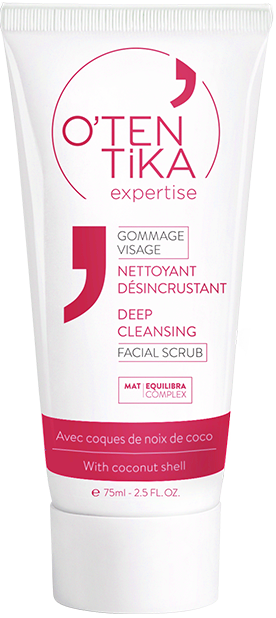 O'TEN
TiKA
expertise
GOMMAGE
VISAGE
NETTOYANT
DÉSINCRUSTANT
DEEP
CLEANSING
FACIAL SCRUB
MAT EQUILIBRA
COMPLEX
Avec coques de noix de coco
With coconut shell
e 75ml - 2.5 FL.OZ.